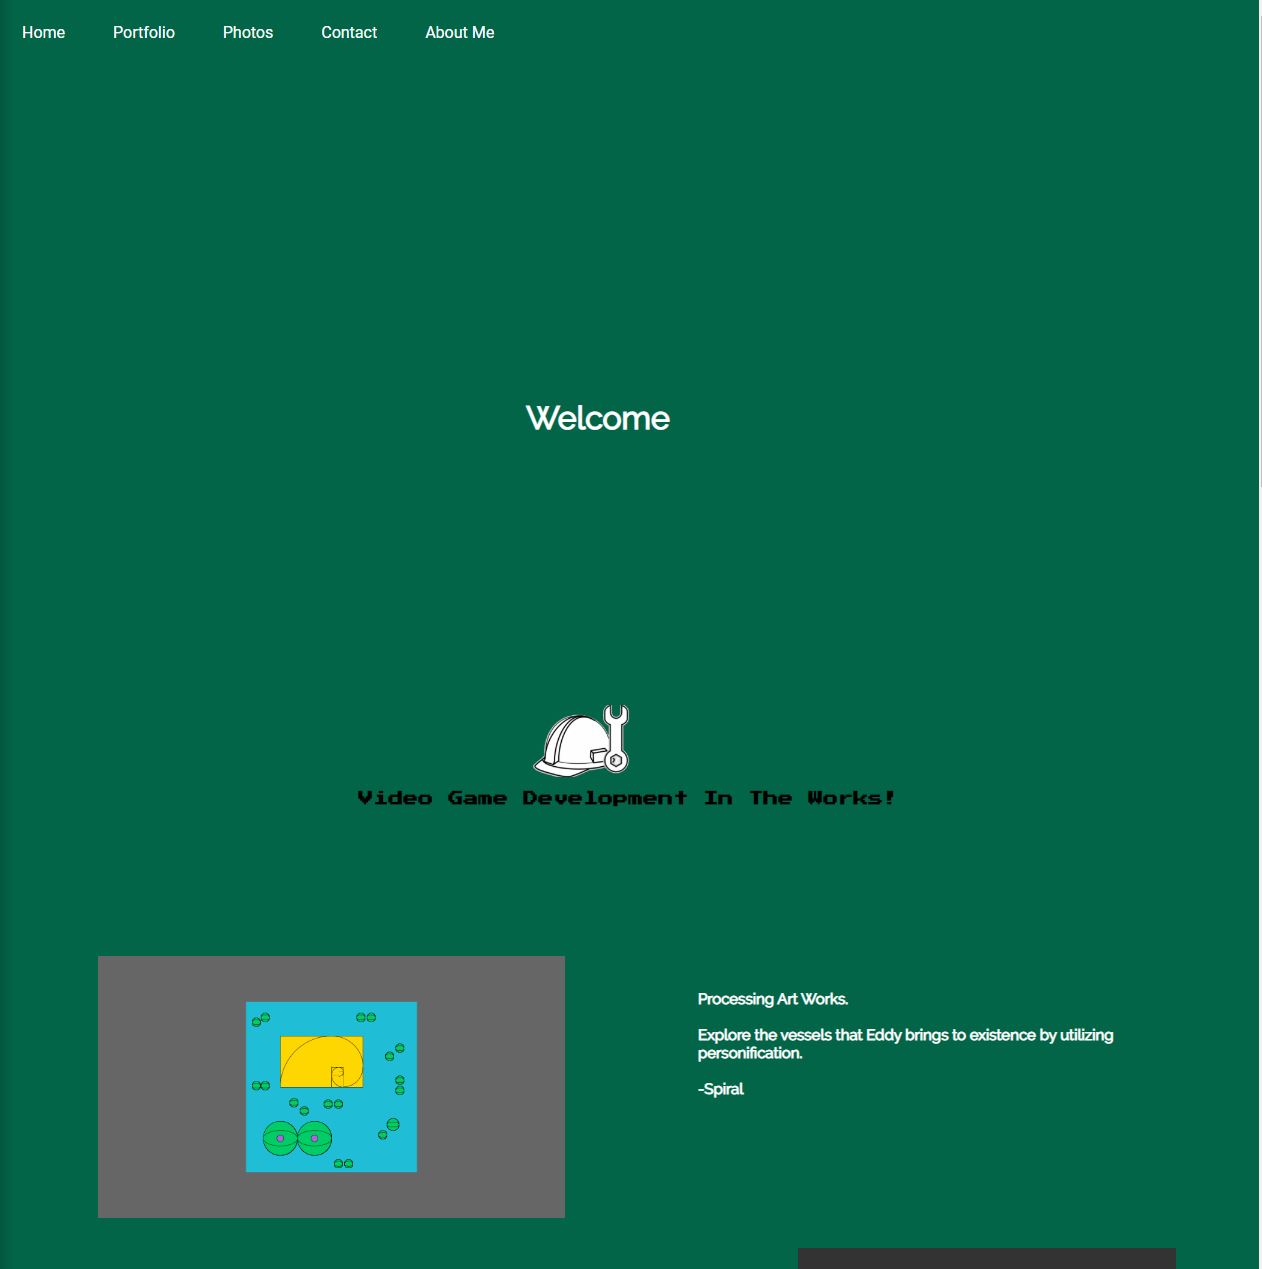 Home Portfolio Photos Contact About Me
Welcome
Video Game Development In The Works!
Processing Art Works.
Explore the vessels that Eddy brings to existence by utilizing
personification.
-Spiral